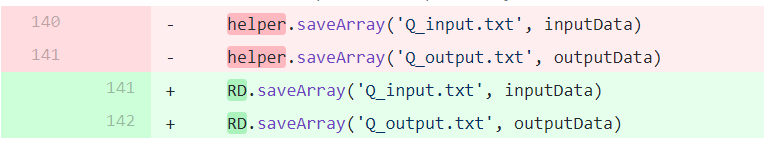 140 - helper.saveArray('Q_input.txt', inputData)
141 - helper.saveArray('Q_output.txt', outputData)
141 + RD.saveArray('Q_input.txt', inputData)
142 + RD.saveArray('Q_output.txt', outputData)